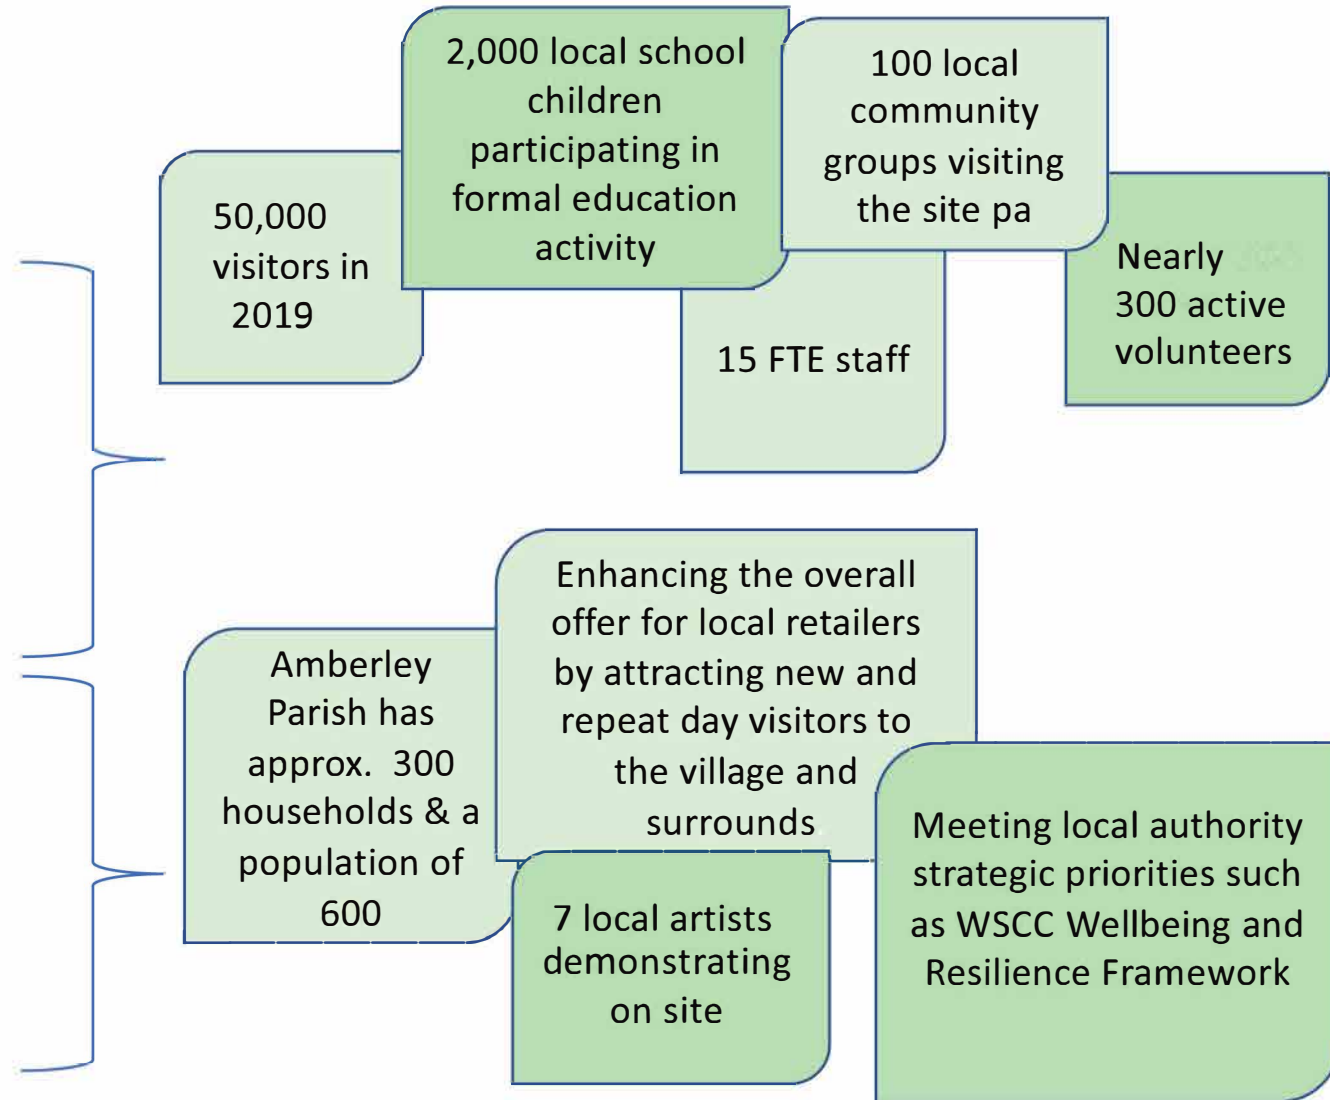 50,000
visitors in
2019
2,000 local school
children
participating in
formal education
activity
100 local
community
groups visiting
the site pa
15 FTE staff
Nearly
300 active
volunteers
Amberley
Parish has
approx. 300
households & a
population of
600
Enhancing the overall
offer for local retailers
by attracting new and
repeat day visitors to
the village and
surrounds
7 local artists
demonstrating
on site
Meeting local authority
strategic priorities such
as WSCC Wellbeing and
Resilience Framework